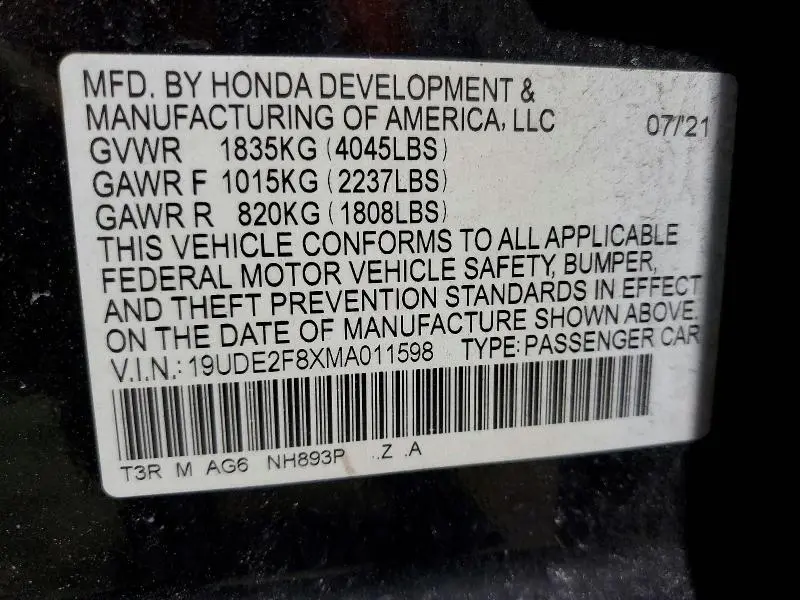 MFD. BY HONDA DEVELOPMENT &
MANUFACTURING OF AMERICA, LLC 07/'21
GVWR 1835KG (4045LBS)
GAWR F 1015KG (2237LBS)
GAWR R 820KG (1808LBS)
THIS VEHICLE CONFORMS TO ALL APPLICABLE
FEDERAL MOTOR VEHICLE SAFETY, BUMPER,
AND THEFT PREVENTION STANDARDS IN EFFECT
ON THE DATE OF MANUFACTURE SHOWN ABOVE.
V.I.N.: 19UDE2F8XMA011598 TYPE: PASSENGER CAR
T3R M AG6 NH893P ..Z .A